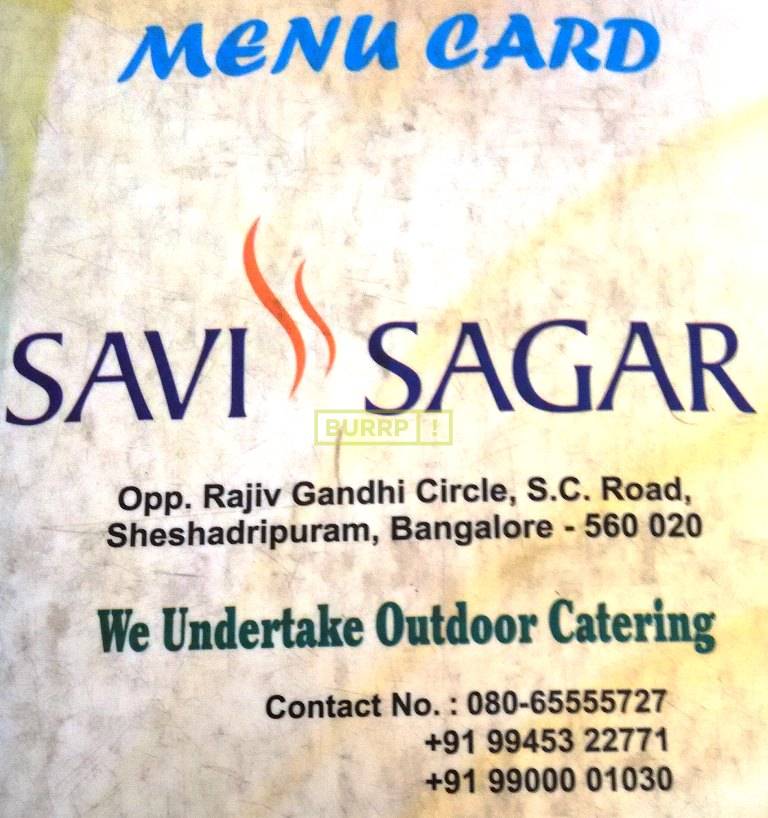 MENU CARD
SAVI SAGAR
BURRP !
Opp. Rajiv Gandhi Circle, S.C. Road,
Sheshadripuram, Bangalore - 560 020
We Undertake Outdoor Catering
Contact No. : 080-65555727
+91 99453 22771
+91 99000 01030